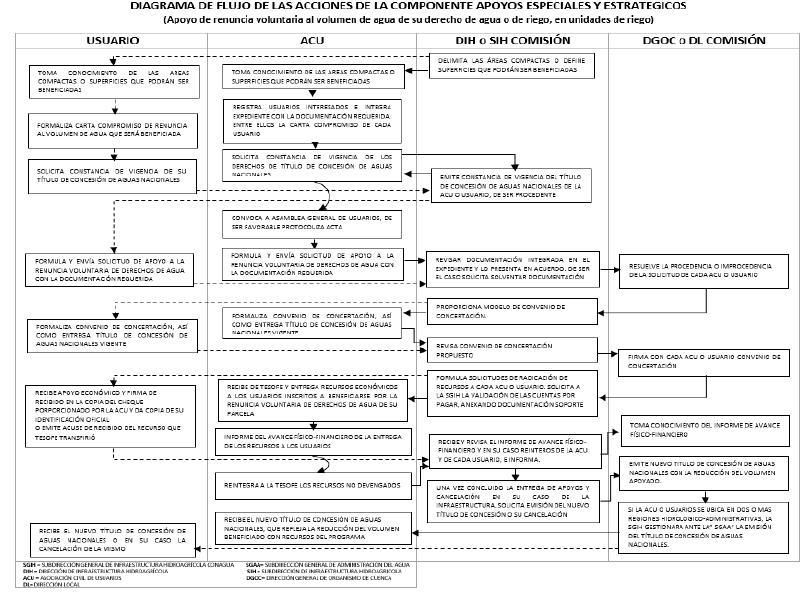 DIAGRAMA DE FLUJO DE LAS ACCIONES DE LA COMPONENTE APOYOS ESPECIALES Y ESTRATEGICOS
(Apoyo de renuncia voluntaria al volumen de agua de su derecho de agua o de riego, en unidades de riego)
USUARIO
ACU
DIH o SIH COMISIÓN
DGOC o DL COMISIÓN
TOMA CONOCIMIENTO DE LAS AREAS
COMPACTAS O SUPERFICIES QUE PODRÁN SER
BENEFICIADAS
FORMALIZA CARTA COMPROMISO DE RENUNCIA
AL VOLUMEN DE AGUA QUE SERÁ BENEFICIADA
SOLICITA CONSTANCIA DE VIGENCIA DE SU
TÍTULO DE CONCESIÓN DE AGUAS NACIONALES
FORMULA Y ENVÍA SOLICITUD DE APOYO A LA
RENUNCIA VOLUNTARIA DE DERECHOS DE AGUA
CON LA DOCUMENTACIÓN REQUERIDA
FORMALIZA CONVENIO DE CONCERTACIÓN, ASÍ
COMO ENTREGA TÍTULO DE CONCESIÓN DE
AGUAS NACIONALES VIGENTE
RECIBE APOYO ECONÓMICO Y FIRMA DE
RECIBIDO EN LA COPIA DEL CHEQUE
PORPORCIONADO POR LA ACU Y DA COPIA DE SU
IDENTIFICACIÓN OFICIAL
O EMITE ACUSE DE RECIBIDO DEL RECURSO QUE
TESOFE TRANSFIRIÓ
RECIBE EL NUEVO TÍTULO DE CONCESIÓN DE
AGUAS NACIONALES O EN SU CASO LA
CANCELACIÓN DE LA MISMO
TOMA CONOCIMIENTO DE LAS AREAS COMPACTAS O
SUPERFICIES QUE PODRÁN SER BENEFICIADAS
REGISTRA USUARIOS INTERESADOS E INTEGRA
EXPEDIENTE CON LA DOCUMENTACIÓN REQUERIDA
ENTRE ELLOS LA CARTA COMPROMISO DE CADA
USUARIO
SOLICITA CONSTANCIA DE VIGENCIA DE LOS
DERECHOS DE TÍTULO DE CONCESIÓN DE AGUAS
NACIONALES
CONVOCA A ASAMBLEA GENERAL DE USUARIOS, DE
SER FAVORABLE PROTOCOLIZA ACTA
FORMULA Y ENVÍA SOLICITUD DE APOYO A LA
RENUNCIA VOLUNTARIA DE DERECHOS DE AGUA CON
LA DOCUMENTACIÓN REQUERIDA
FORMALIZA CONVENIO DE CONCERTACIÓN, ASÍ
COMO ENTREGA TÍTULO DE CONCESIÓN DE AGUAS
NACIONALES VIGENTE
RECIBE DE TESOFE Y ENTREGA RECURSOS ECONÓMICOS
A LOS USUARIOS INSCRITOS A BENEFICIARSE POR LA
RENUNCIA VOLUNTARIA DE DERECHOS DE AGUA DE SU
PARCELA
INFORME DEL AVANCE FÍSICO-FINANCIERO DE LA ENTREGA
DE LOS RECURSOS A LOS USUARIOS
REINTEGRA A LA TESOFE LOS RECURSOS NO DEVENGADOS
RECIBE EL NUEVO TÍTULO DE CONCESIÓN DE AGUAS
NACIONALES, QUE REFLEJA LA REDUCCIÓN DEL VOLUMEN
BENEFICIADO CON RECURSOS DEL PROGRAMA
DELIMITA LAS ÁREAS COMPACTAS O DEFINE
SUPERFICIES QUE PODRÁN SER BENEFICIADAS
EMITE CONSTANCIA DE VIGENCIA DEL TÍTULO
DE CONCESIÓN DE AGUAS NACIONALES DE LA
ACU O USUARIO, DE SER PROCEDENTE
REVISAR DOCUMENTACIÓN INTEGRADA EN EL
EXPEDIENTE Y LO PRESENTA EN ACUERDO. DE SER
EL CASO SOLICITA SOLVENTAR DOCUMENTACIÓN
PROPORCIONA MODELO DE CONVENIO DE
CONCERTACIÓN.
REVISA CONVENIO DE CONCERTACIÓN
PROPUESTO
FORMULA SOLICITUDES DE RADICACIÓN DE
RECURSOS A CADA ACU O USUARIO. SOLICITA A
LA SGIH LA VALIDACIÓN DE LAS CUENTAS POR
PAGAR, ANEXANDO DOCUMENTACIÓN SOPORTE
RECIBE Y REVISA EL INFORME DE AVANCE FÍSICO-
FINANCIERO Y EN SU CASO REINTEROS DE LA ACU
Y DE CADA USUARIO, E INFORMA.
UNA VEZ CONCLUIDO LA ENTREGA DE APOYOS Y
CANCELACIÓN EN SU CASO DE LA
INFRAESTRUCTURA, SOLICITA EMISIÓN DEL NUEVO
TÍTULO DE CONCESIÓN O SU CANCELACIÓN
RESUELVE LA PROCEDENCIA O IMPROCEDENCIA
DE LA SOLICITUD DE CADA ACU O USUARIO
FIRMA CON CADA ACU O USUARIO CONVENIO DE
CONCERTACIÓN
TOMA CONOCIMIENTO DEL INFORME DE AVANCE
FÍSICO-FINANCIERO
EMITE NUEVO TITULO DE CONCESIÓN DE AGUAS
NACIONALES CON LA REDUCCIÓN DEL VOLUMEN
APOYADO.
SI LA ACU O USUARIOS SE UBICA EN DOS O MAS
REGIONES HIDROLOGICO-ADMINISTRATIVAS, LA
SGIH GESTIONARA ANTE LA" SGAA" LA EMISIÓN
DEL TÍTULO DE CONCESIÓN DE AGUAS
NACIONALES.
SGIH = SUBDIRECCIÓN GENERAL DE INFRAESTRUCTURA HIDROAGRÍCOLA CONAGUA
DIH = DIRECCIÓN DE INFRAESTRUCTURA HIDROAGRÍCOLA
ACU = ASOCIACIÓN CIVIL DE USUARIOS
DL= DIRECCIÓN LOCAL
SGAA= SUBDIRECCIÓN GENERAL DE ADMINISTRACIÓN DEL AGUA
SIH = SUBDIRECCIÓN DE INFRAESTRUCTURA HIDROAGRICOLA
DGOC= DIRECCIÓN GENERAL DE ORGANISMO DE CUENCA